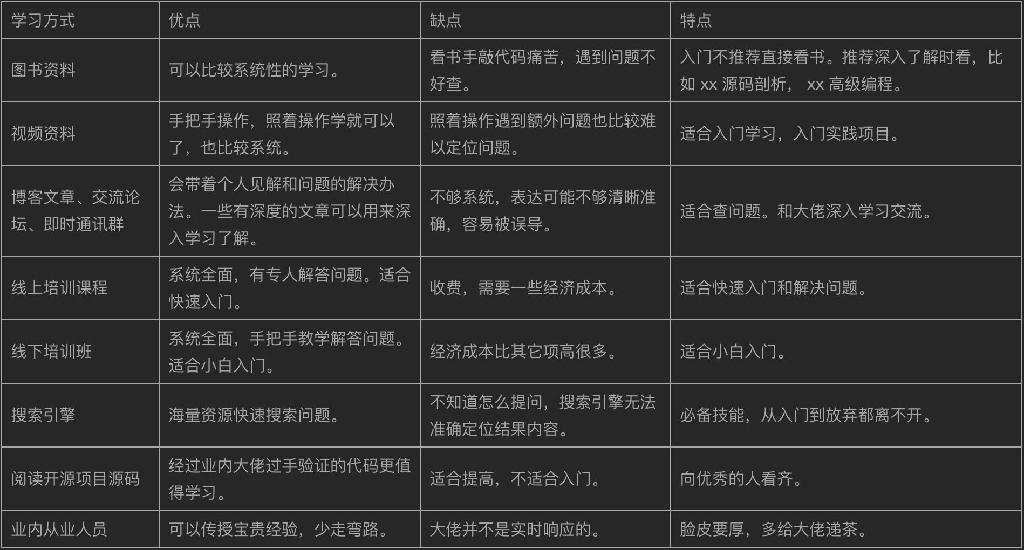 学习方式 优点 缺点 特点
图书资料 可以比较系统性的学习。 看书手敲代码痛苦，遇到问题不
好查。 入门不推荐直接看书。推荐深入了解时看，比
如 xx 源码剖析， xx 高级编程。
视频资料 手把手操作，照着操作学就可以
了，也比较系统。 照着操作遇到额外问题也比较难
以定位问题。 适合入门学习，入门实践项目。
博客文章、交流论
坛、即时通讯群 会带着个人见解和问题的解决办
法。一些有深度的文章可以用来深
入学习了解。 不够系统，表达可能不够清晰准
确，容易被误导。 适合查问题。和大佬深入学习交流。
线上培训课程 系统全面，有专人解答问题。适合
快速入门。 收费，需要一些经济成本。 适合快速入门和解决问题。
线下培训班 系统全面，手把手教学解答问题。
适合小白入门。 经济成本比其它项高很多。 适合小白入门。
搜索引擎 海量资源快速搜索问题。 不知道怎么提问，搜索引擎无法
准确定位结果内容。 必备技能，从入门到放弃都离不开。
阅读开源项目源码 经过业内大佬过手验证的代码更值
得学习。 适合提高，不适合入门。 向优秀的人看齐。
业内从业人员 可以传授宝贵经验，少走弯路。 大佬并不是实时响应的。 脸皮要厚，多给大佬递茶。